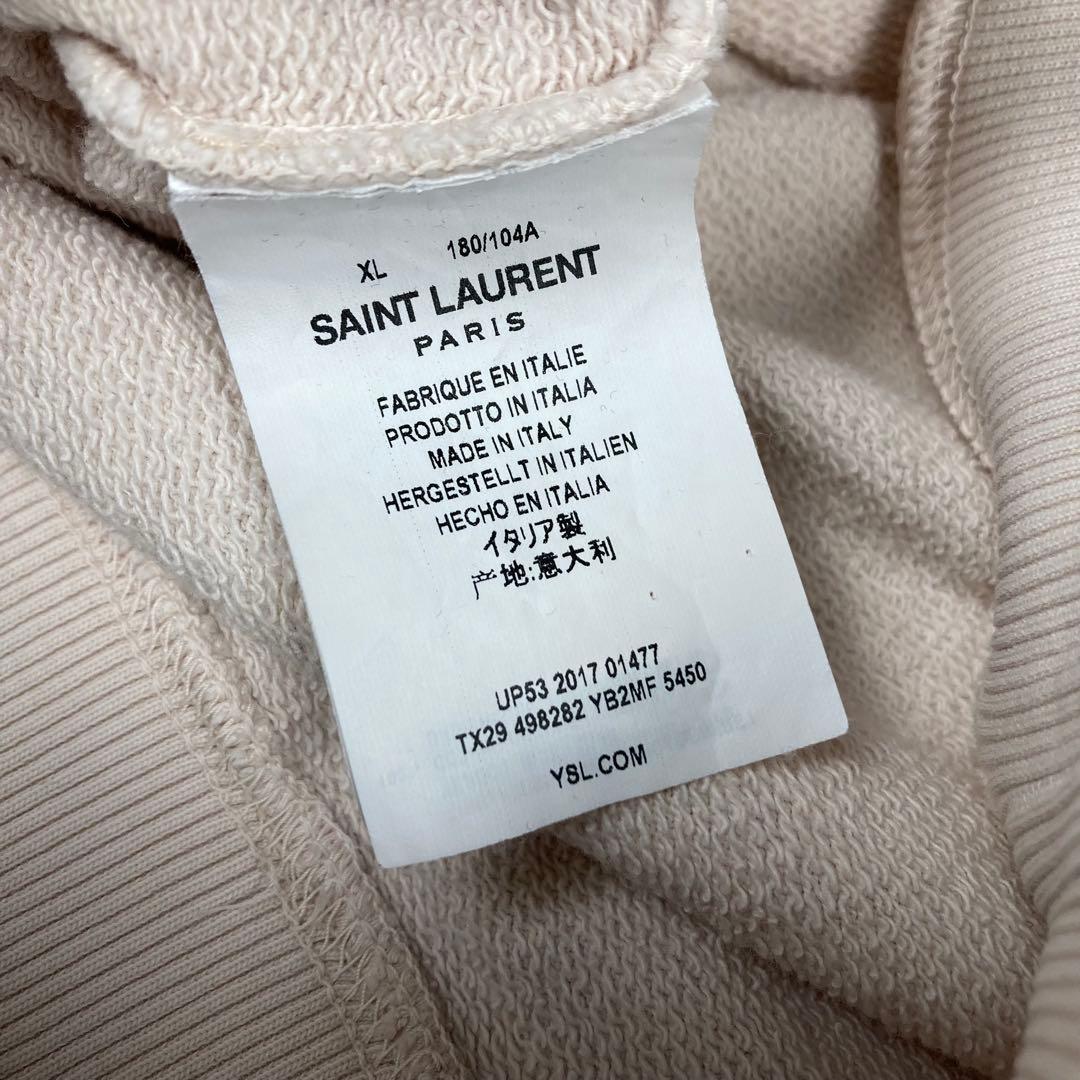 XL 180/104A
SAINT LAURENT
PARIS
FABRIQUE EN ITALIE
PRODOTTO IN ITALIA
MADE IN ITALY
HERGESTELLT IN ITALIEN
HECHO EN ITALIA
イタリア製
产地:意大利
UP53 2017 01477
TX29 498282 YB2MF 5450
YSL.COM